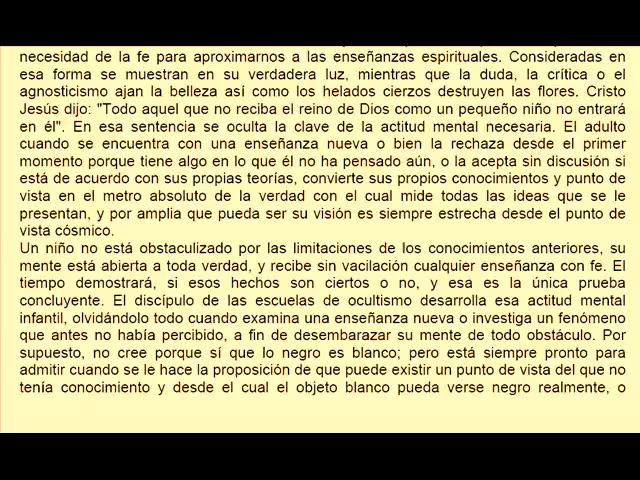 necesidad de la fe para aproximarnos a las enseñanzas espirituales. Consideradas en
esa forma se muestran en su verdadera luz, mientras que la duda, la crítica o el
agnosticismo ajan la belleza así como los helados cierzos destruyen las flores. Cristo
Jesús dijo: "Todo aquel que no reciba el reino de Dios como un pequeño niño no entrará
en él". En esa sentencia se oculta la clave de la actitud mental necesaria. El adulto
cuando se encuentra con una enseñanza nueva o bien la rechaza desde el primer
momento porque tiene algo en lo que él no ha pensado aún, o la acepta sin discusión si
está de acuerdo con sus propias teorías, convierte sus propios conocimientos y punto de
vista en el metro absoluto de la verdad con el cual mide todas las ideas que se le
presentan, y por amplia que pueda ser su visión es siempre estrecha desde el punto de
vista cósmico.
Un niño no está obstaculizado por las limitaciones de los conocimientos anteriores, su
mente está abierta a toda verdad, y recibe sin vacilación cualquier enseñanza con fe. El
tiempo demostrará, si esos hechos son ciertos o no, y esa es la única prueba
concluyente. El discípulo de las escuelas de ocultismo desarrolla esa actitud mental
infantil, olvidándolo todo cuando examina una enseñanza nueva o investiga un fenómeno
que antes no había percibido, a fin de desembarazar su mente de todo obstáculo. Por
supuesto, no cree porque sí que lo negro es blanco; pero está siempre pronto para
admitir cuando se le hace la proposición de que puede existir un punto de vista del que no
tenía conocimiento y desde el cual el objeto blanco pueda verse negro realmente, o